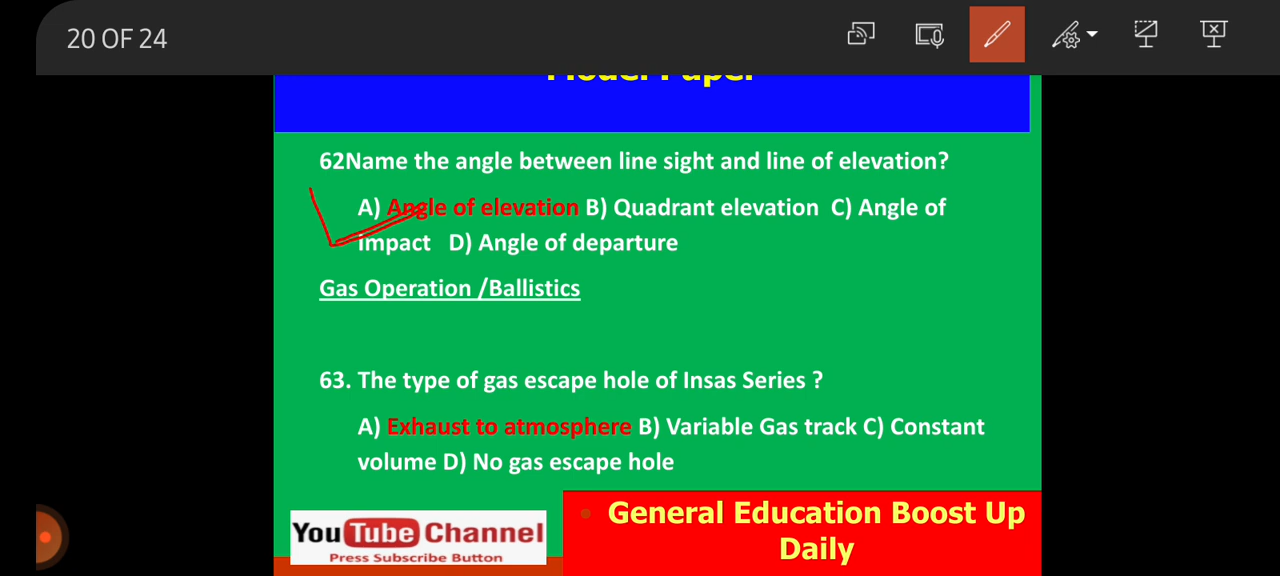 20 OF 24
Model Paper
62Name the angle between line sight and line of elevation?
A) Angle of elevation B) Quadrant elevation C) Angle of
impact D) Angle of departure
Gas Operation /Ballistics
63. The type of gas escape hole of Insas Series ?
A) Exhaust to atmosphere B) Variable Gas track C) Constant
volume D) No gas escape hole
YouTube Channel
Press Subscribe Button
• General Education Boost Up
Daily